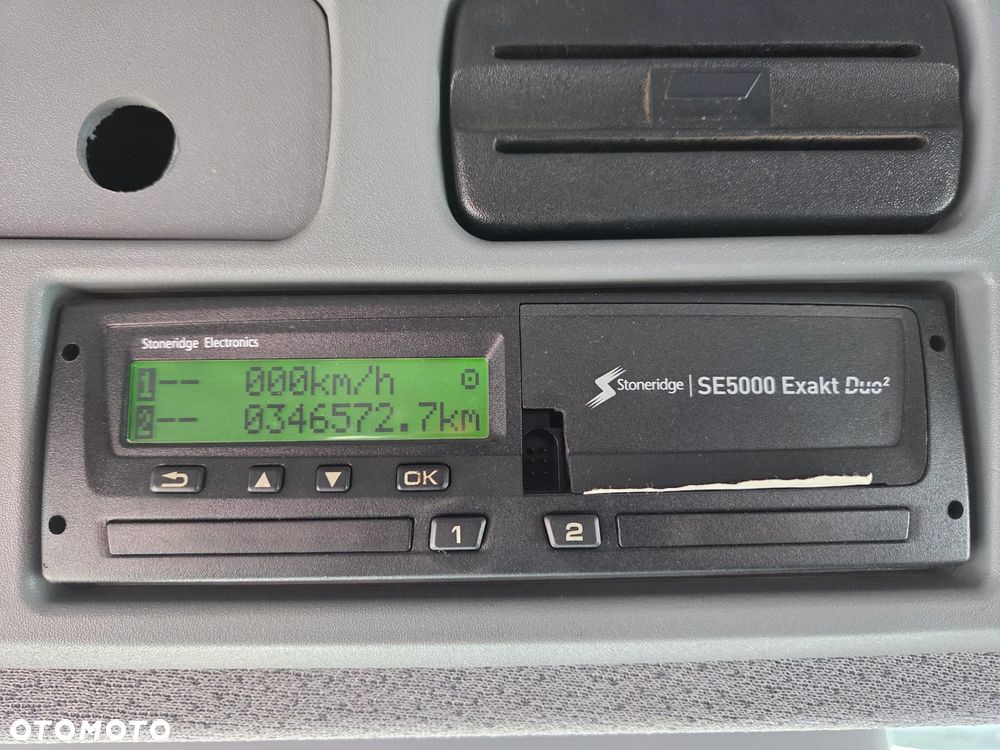 Stoneridge Electronics
1-- 000km/h
2-- 0346572.7km
Stoneridge | SE5000 Exakt Duo²
OK
1
2
OTOMOTO